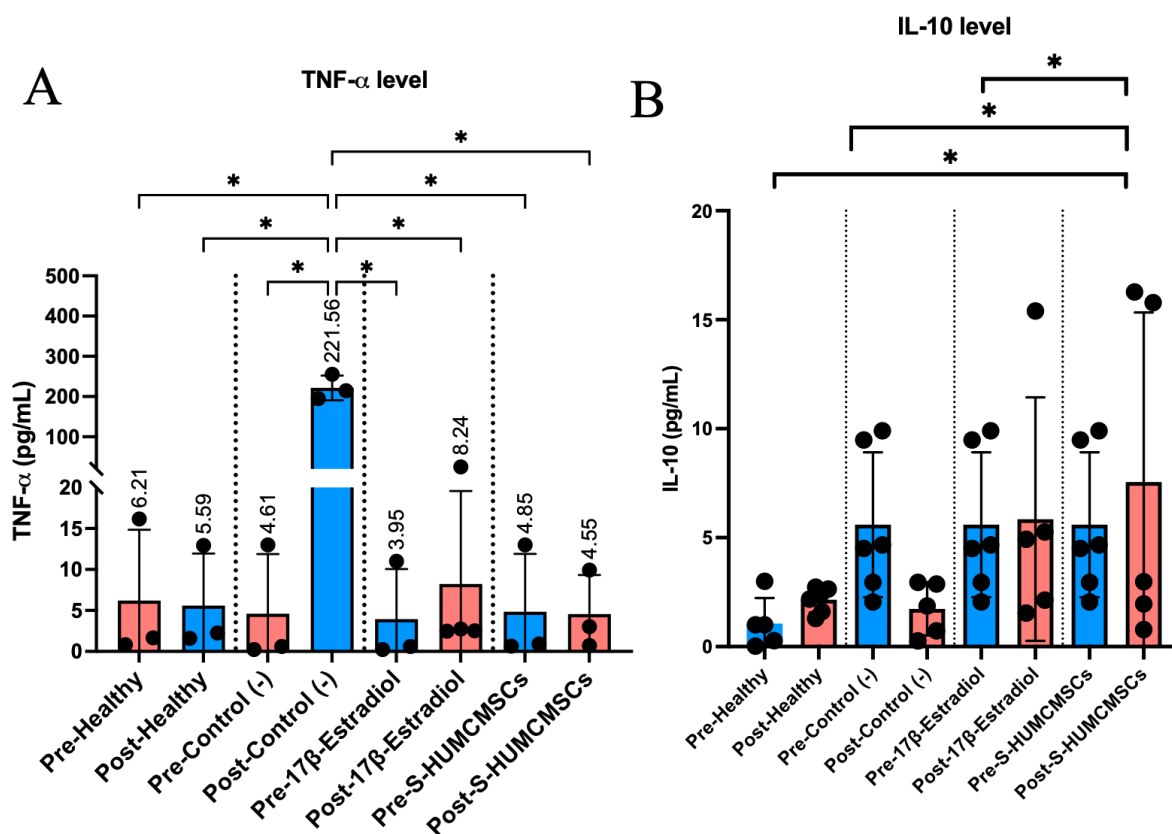 A
TNF-α level
*
*
*
*
*
*
*
TNF-α (pg/mL)
500
400
300
200
100
20
15
10
5
0
6.21
5.59
4.61
221.56
3.95
8.24
4.85
4.55
Pre-Healthy
Post-Healthy
Pre-Control (-)
Post-Control (-)
Pre-17β-Estradiol
Post-17β-Estradiol
Pre-S-HUMCMSCs
Post-S-HUMCMSCs
B
IL-10 level
*
*
*
IL-10 (pg/mL)
20
15
10
5
0
Pre-Healthy
Post-Healthy
Pre-Control (-)
Post-Control (-)
Pre-17β-Estradiol
Post-17β-Estradiol
Pre-S-HUMCMSCs
Post-S-HUMCMSCs